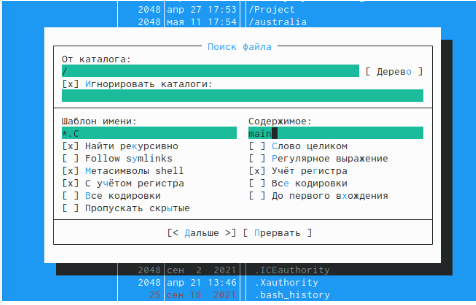 2048 апр 27 17:53 /Project
2048 мая 11 17:54 /australia
Поиск файла
От каталога:
/ [ Дерево ]
[x] Игнорировать каталоги:
Шаблон имени: Содержимое:
*.C main
[x] Найти рекурсивно [ ] Слово целиком
[ ] Follow symlinks [ ] Регулярное выражение
[x] Метасимволы shell [x] Учёт регистра
[x] С учётом регистра [ ] Все кодировки
[ ] Все кодировки [ ] До первого вхождения
[ ] Пропускать скрытые
[< Дальше >] [ Прервать ]
2048 сен 2 2021 .ICEauthority
2048 апр 21 13:46 .Xauthority
25 сен 16 2021 .bash_history